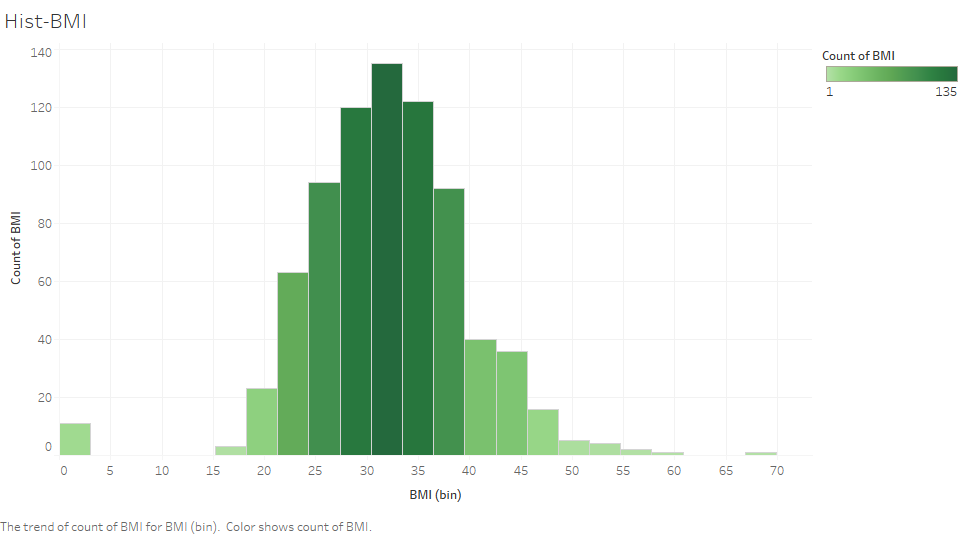 Hist-BMI
Count of BMI
1 135
140
120
100
80
60
40
20
0
Count of BMI
0 5 10 15 20 25 30 35 40 45 50 55 60 65 70
BMI (bin)
The trend of count of BMI for BMI (bin). Color shows count of BMI.